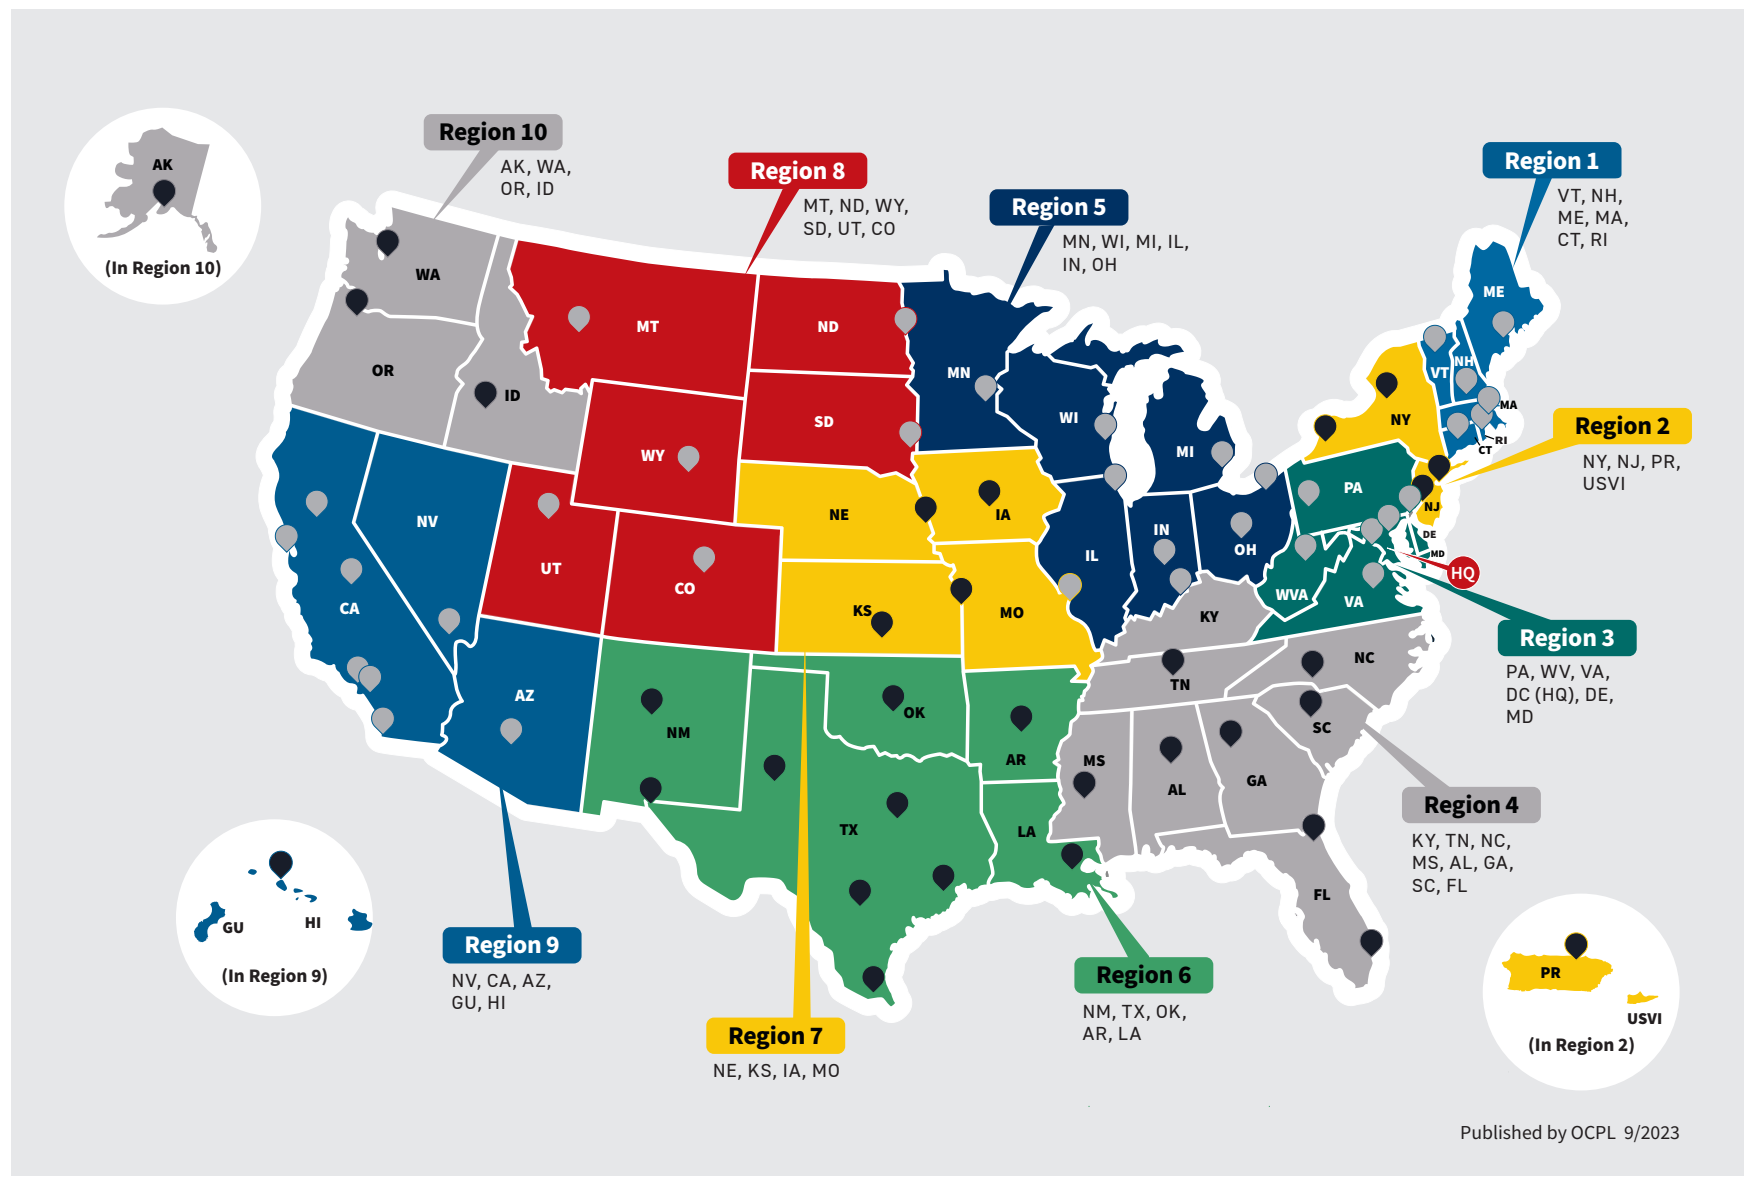 Region 10
AK, WA,
OR, ID
Region 8
MT, ND, WY,
SD, UT, CO
Region 5
MN, WI, MI, IL,
IN, OH
Region 1
VT, NH,
ME, MA,
CT, RI
AK
(In Region 10)
WA
OR
ID
MT
ND
SD
WY
MN
WI
MI
ME
VT
NH
MA
RI
CT
NY
Region 2
NY, NJ, PR,
USVI
PA
NJ
DE
MD
HQ
NV
CA
UT
CO
NE
IA
KS
MO
IL
IN
OH
WVA
VA
KY
Region 3
PA, WV, VA,
DC (HQ), DE,
MD
AZ
NM
OK
TX
AR
LA
TN
NC
SC
MS
AL
GA
FL
Region 4
KY, TN, NC,
MS, AL, GA,
SC, FL
GU
HI
(In Region 9)
Region 9
NV, CA, AZ,
GU, HI
Region 7
NE, KS, IA, MO
Region 6
NM, TX, OK,
AR, LA
PR
USVI
(In Region 2)
Published by OCPL 9/2023